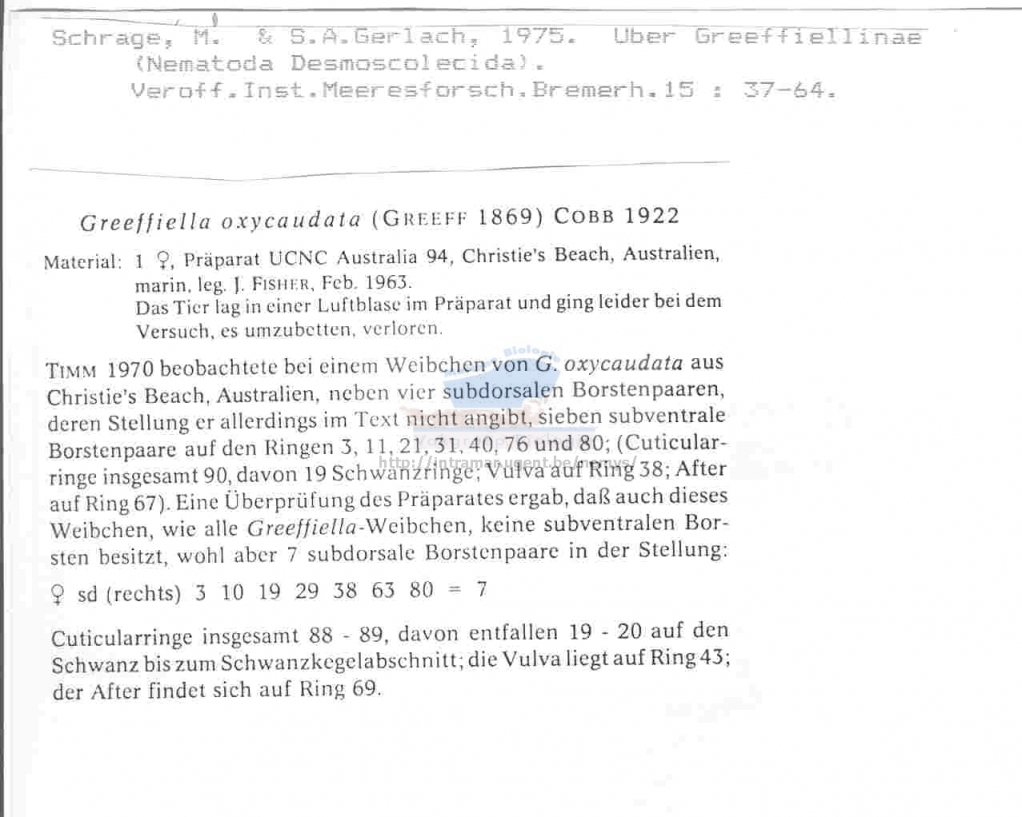 Schrage, M. & S.A.Gerlach, 1975. Uber Greeffiellinae
(Nematoda Desmoscolecida).
Veroff.Inst.Meeresforsch.Bremerh.15 : 37-64.
Greeffiella oxycaudata (GREEFF 1869) COBB 1922
Material: 1 ♀, Präparat UCNC Australia 94, Christie's Beach, Australien,
marin, leg. J. FISHER, Feb. 1963.
Das Tier lag in einer Luftblase im Präparat und ging leider bei dem
Versuch, es umzubetten, verloren.
TIMM 1970 beobachtete bei einem Weibchen von G. oxycaudata aus
Christie's Beach, Australien, neben vier subdorsalen Borstenpaaren,
deren Stellung er allerdings im Text nicht angibt, sieben subventrale
Borstenpaare auf den Ringen 3, 11, 21, 31, 40, 76 und 80; (Cuticular-
ringe insgesamt 90, davon 19 Schwanzringe; Vulva auf Ring 38; After
auf Ring 67). Eine Überprüfung des Präparates ergab, daß auch dieses
Weibchen, wie alle Greeffiella-Weibchen, keine subventralen Bor-
sten besitzt, wohl aber 7 subdorsale Borstenpaare in der Stellung:
♀ sd (rechts) 3 10 19 29 38 63 80 = 7
Cuticularringe insgesamt 88 - 89, davon entfallen 19 - 20 auf den
Schwanz bis zum Schwanzkegelabschnitt; die Vulva liegt auf Ring 43;
der After findet sich auf Ring 69.